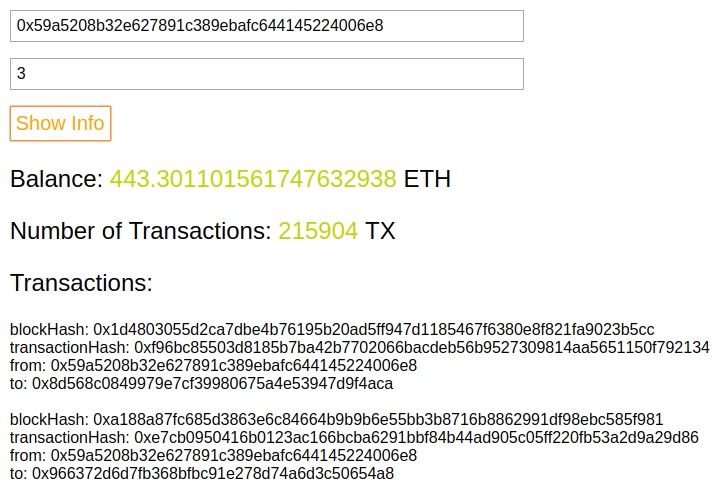 0x59a5208b32e627891c389ebafc644145224006e8
3
Show Info
Balance: 443.301101561747632938 ETH
Number of Transactions: 215904 TX
Transactions:
blockHash: 0x1d4803055d2ca7dbe4b76195b20ad5ff947d1185467f6380e8f821fa9023b5cc
transactionHash: 0xf96bc85503d8185b7ba42b7702066bacdeb56b9527309814aa5651150f792134
from: 0x59a5208b32e627891c389ebafc644145224006e8
to: 0x8d568c0849979e7cf39980675a4e53947d9f4aca
blockHash: 0xa188a87fc685d3863e6c84664b9b9b6e55bb3b8716b8862991df98ebc585f981
transactionHash: 0xe7cb0950416b0123ac166bcba6291bbf84b44ad905c05ff220fb53a2d9a29d86
from: 0x59a5208b32e627891c389ebafc644145224006e8
to: 0x966372d6d7fb368bfbc91e278d74a6d3c50654a8